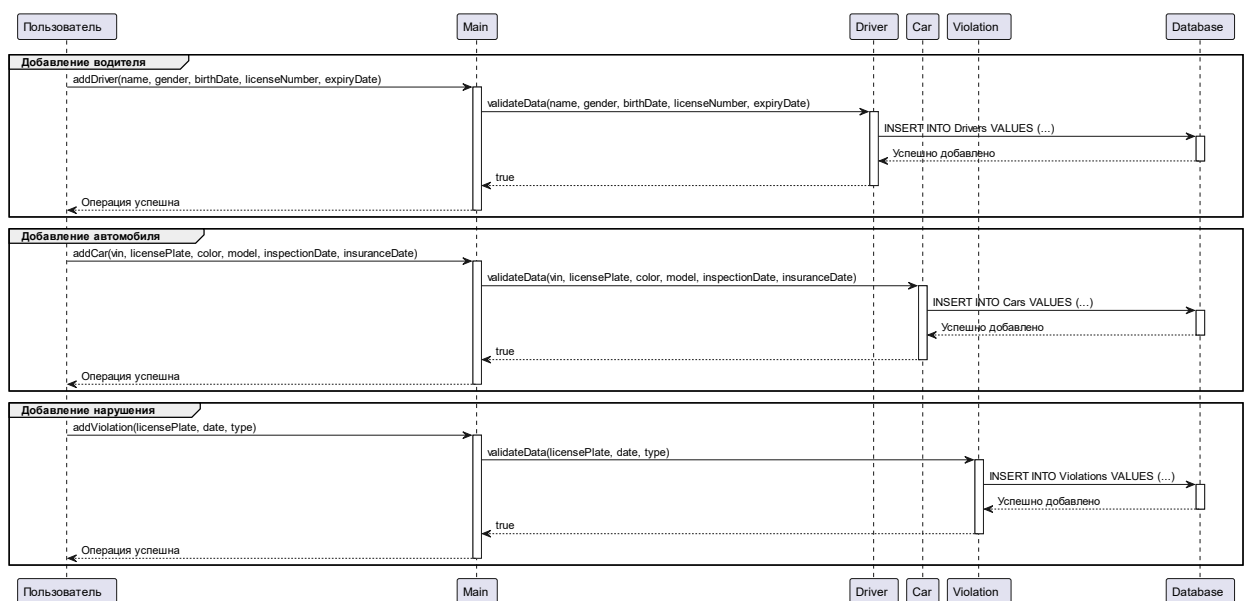 Пользователь Main Driver Car Violation Database
Добавление водителя
addDriver(name, gender, birthDate, licenseNumber, expiryDate)
validateData(name, gender, birthDate, licenseNumber, expiryDate)
INSERT INTO Drivers VALUES (...)
Успешно добавлено
true
Операция успешна
Добавление автомобиля
addCar(vin, licensePlate, color, model, inspectionDate, insuranceDate)
validateData(vin, licensePlate, color, model, inspectionDate, insuranceDate)
INSERT INTO Cars VALUES (...)
Успешно добавлено
true
Операция успешна
Добавление нарушения
addViolation(licensePlate, date, type)
validateData(licensePlate, date, type)
INSERT INTO Violations VALUES (...)
Успешно добавлено
true
Операция успешна
Пользователь Main Driver Car Violation Database